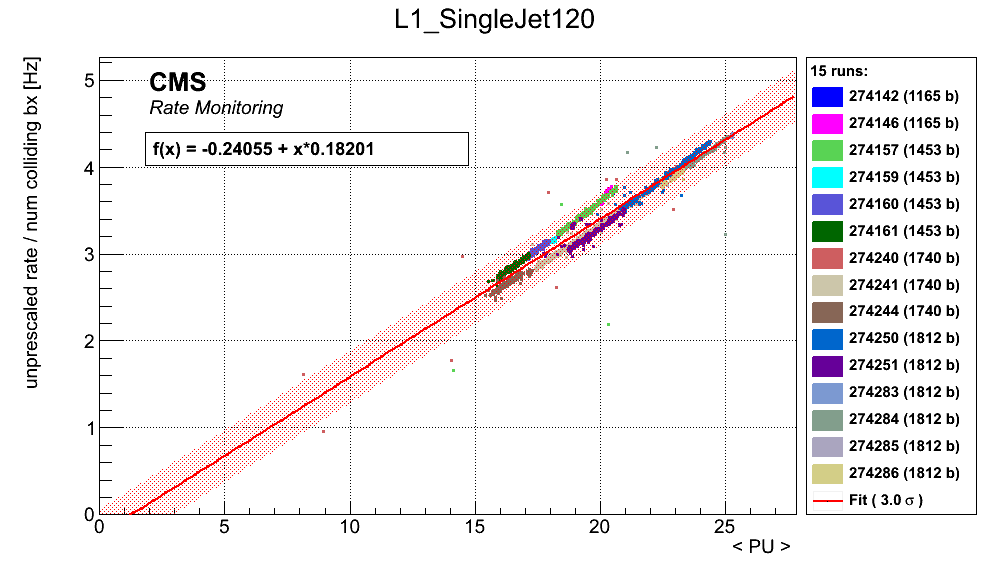 L1_SingleJet120
unprescaled rate / num colliding bx [Hz]
CMS
Rate Monitoring
f(x) = -0.24055 + x*0.18201
5
4
3
2
1
0
0
5
10
15
20
25
< PU >
15 runs:
274142 (1165 b)
274146 (1165 b)
274157 (1453 b)
274159 (1453 b)
274160 (1453 b)
274161 (1453 b)
274240 (1740 b)
274241 (1740 b)
274244 (1740 b)
274250 (1812 b)
274251 (1812 b)
274283 (1812 b)
274284 (1812 b)
274285 (1812 b)
274286 (1812 b)
Fit ( 3.0 σ )